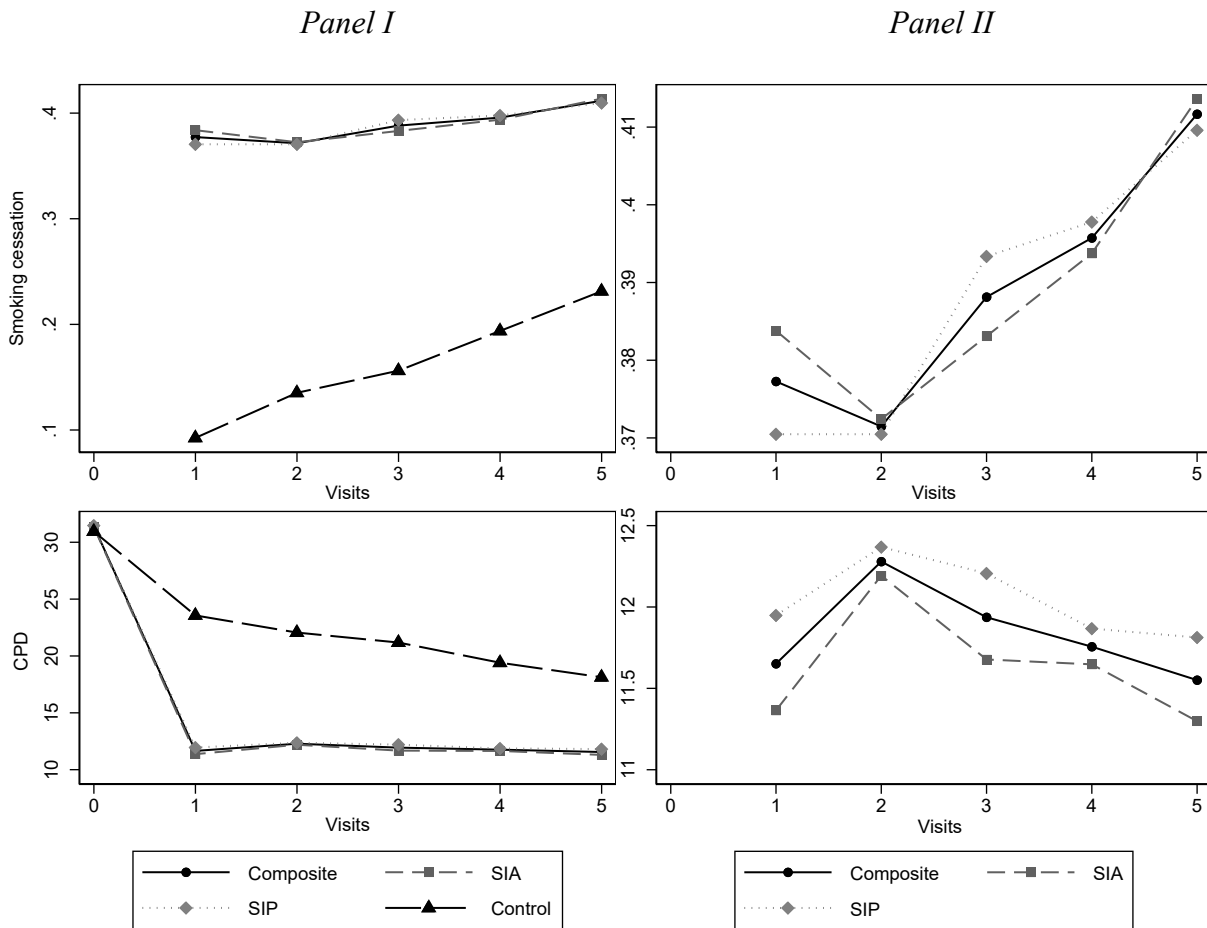 Panel I
Panel II
Smoking cessation
.4
.3
.2
.1
0 1 2 3 4 5
Visits
.41
.4
.39
.38
.37
0 1 2 3 4 5
Visits
CPD
30
25
20
15
10
0 1 2 3 4 5
Visits
12.5
12
11.5
11
0 1 2 3 4 5
Visits
Composite SIA
SIP Control
Composite SIA
SIP